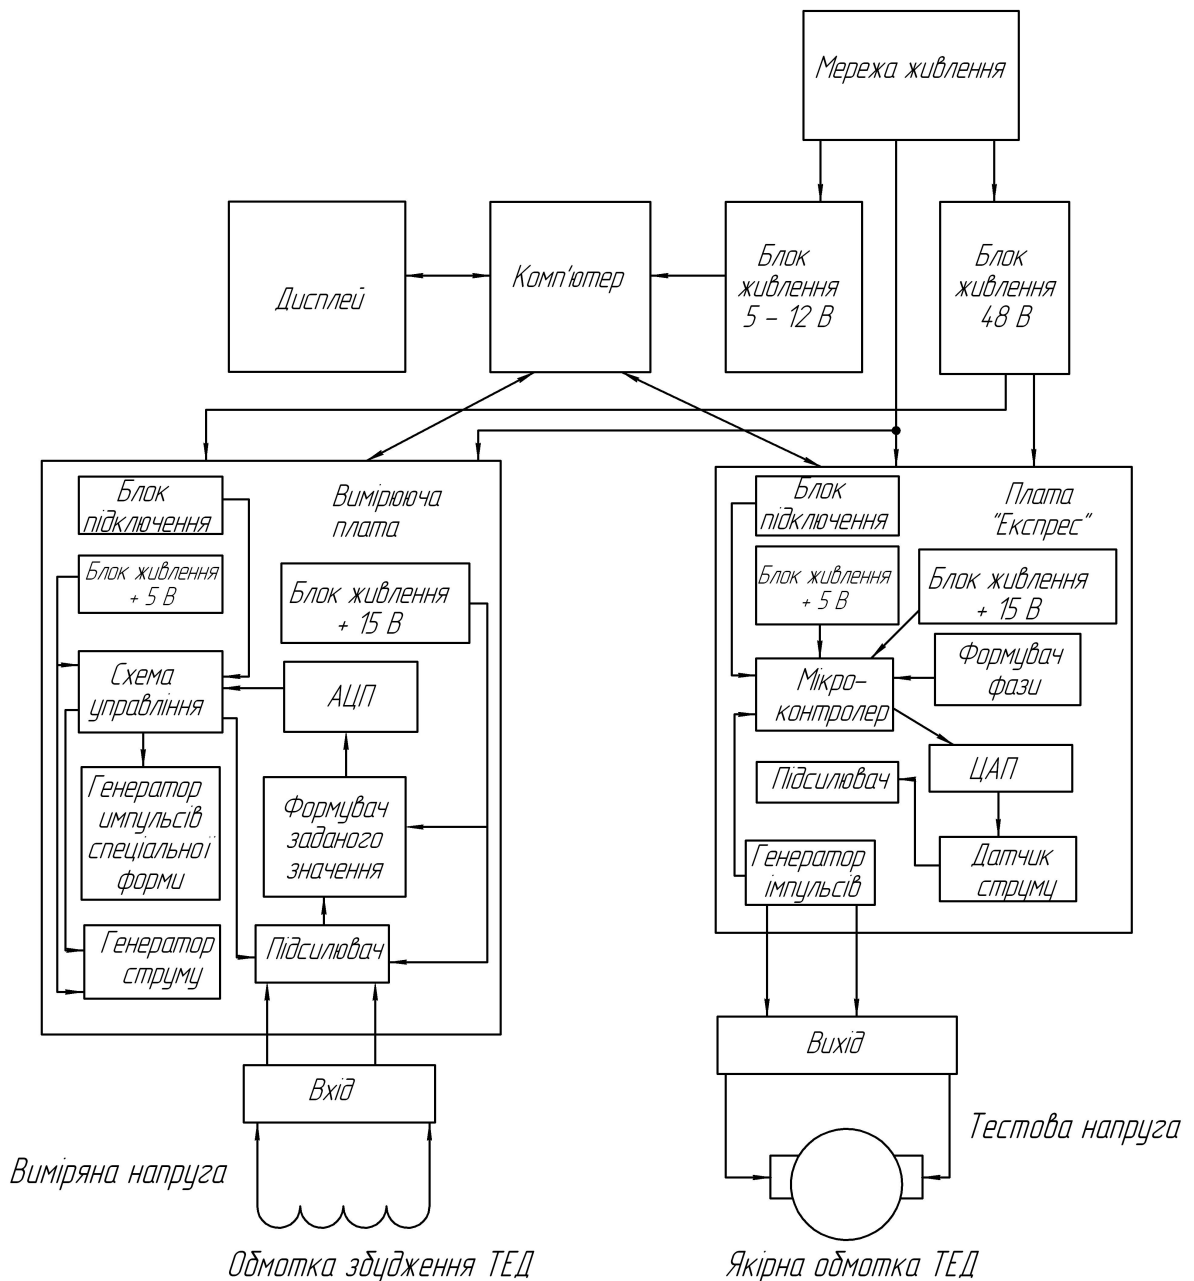 Мережа живлення
Дисплей
Комп'ютер
Блок
живлення
5 – 12 В
Блок
живлення
48 В
Блок
підключення
Вимірююча
плата
Блок живлення
+ 5 В
Блок живлення
+ 15 В
Схема
управління
АЦП
Генератор
импульсів
спеціальної
форми
Формувач
заданого
значення
Генератор
струму
Підсилювач
Вхід
Виміряна напруга
Обмотка збудження ТЕД
Блок
підключення
Плата
"Експрес"
Блок живлення
+ 5 В
Блок живлення
+ 15 В
Мікро-
контролер
Формувач
фази
Підсилювач
ЦАП
Генератор
імпульсів
Датчик
струму
Вихід
Тестова напруга
Якірна обмотка ТЕД